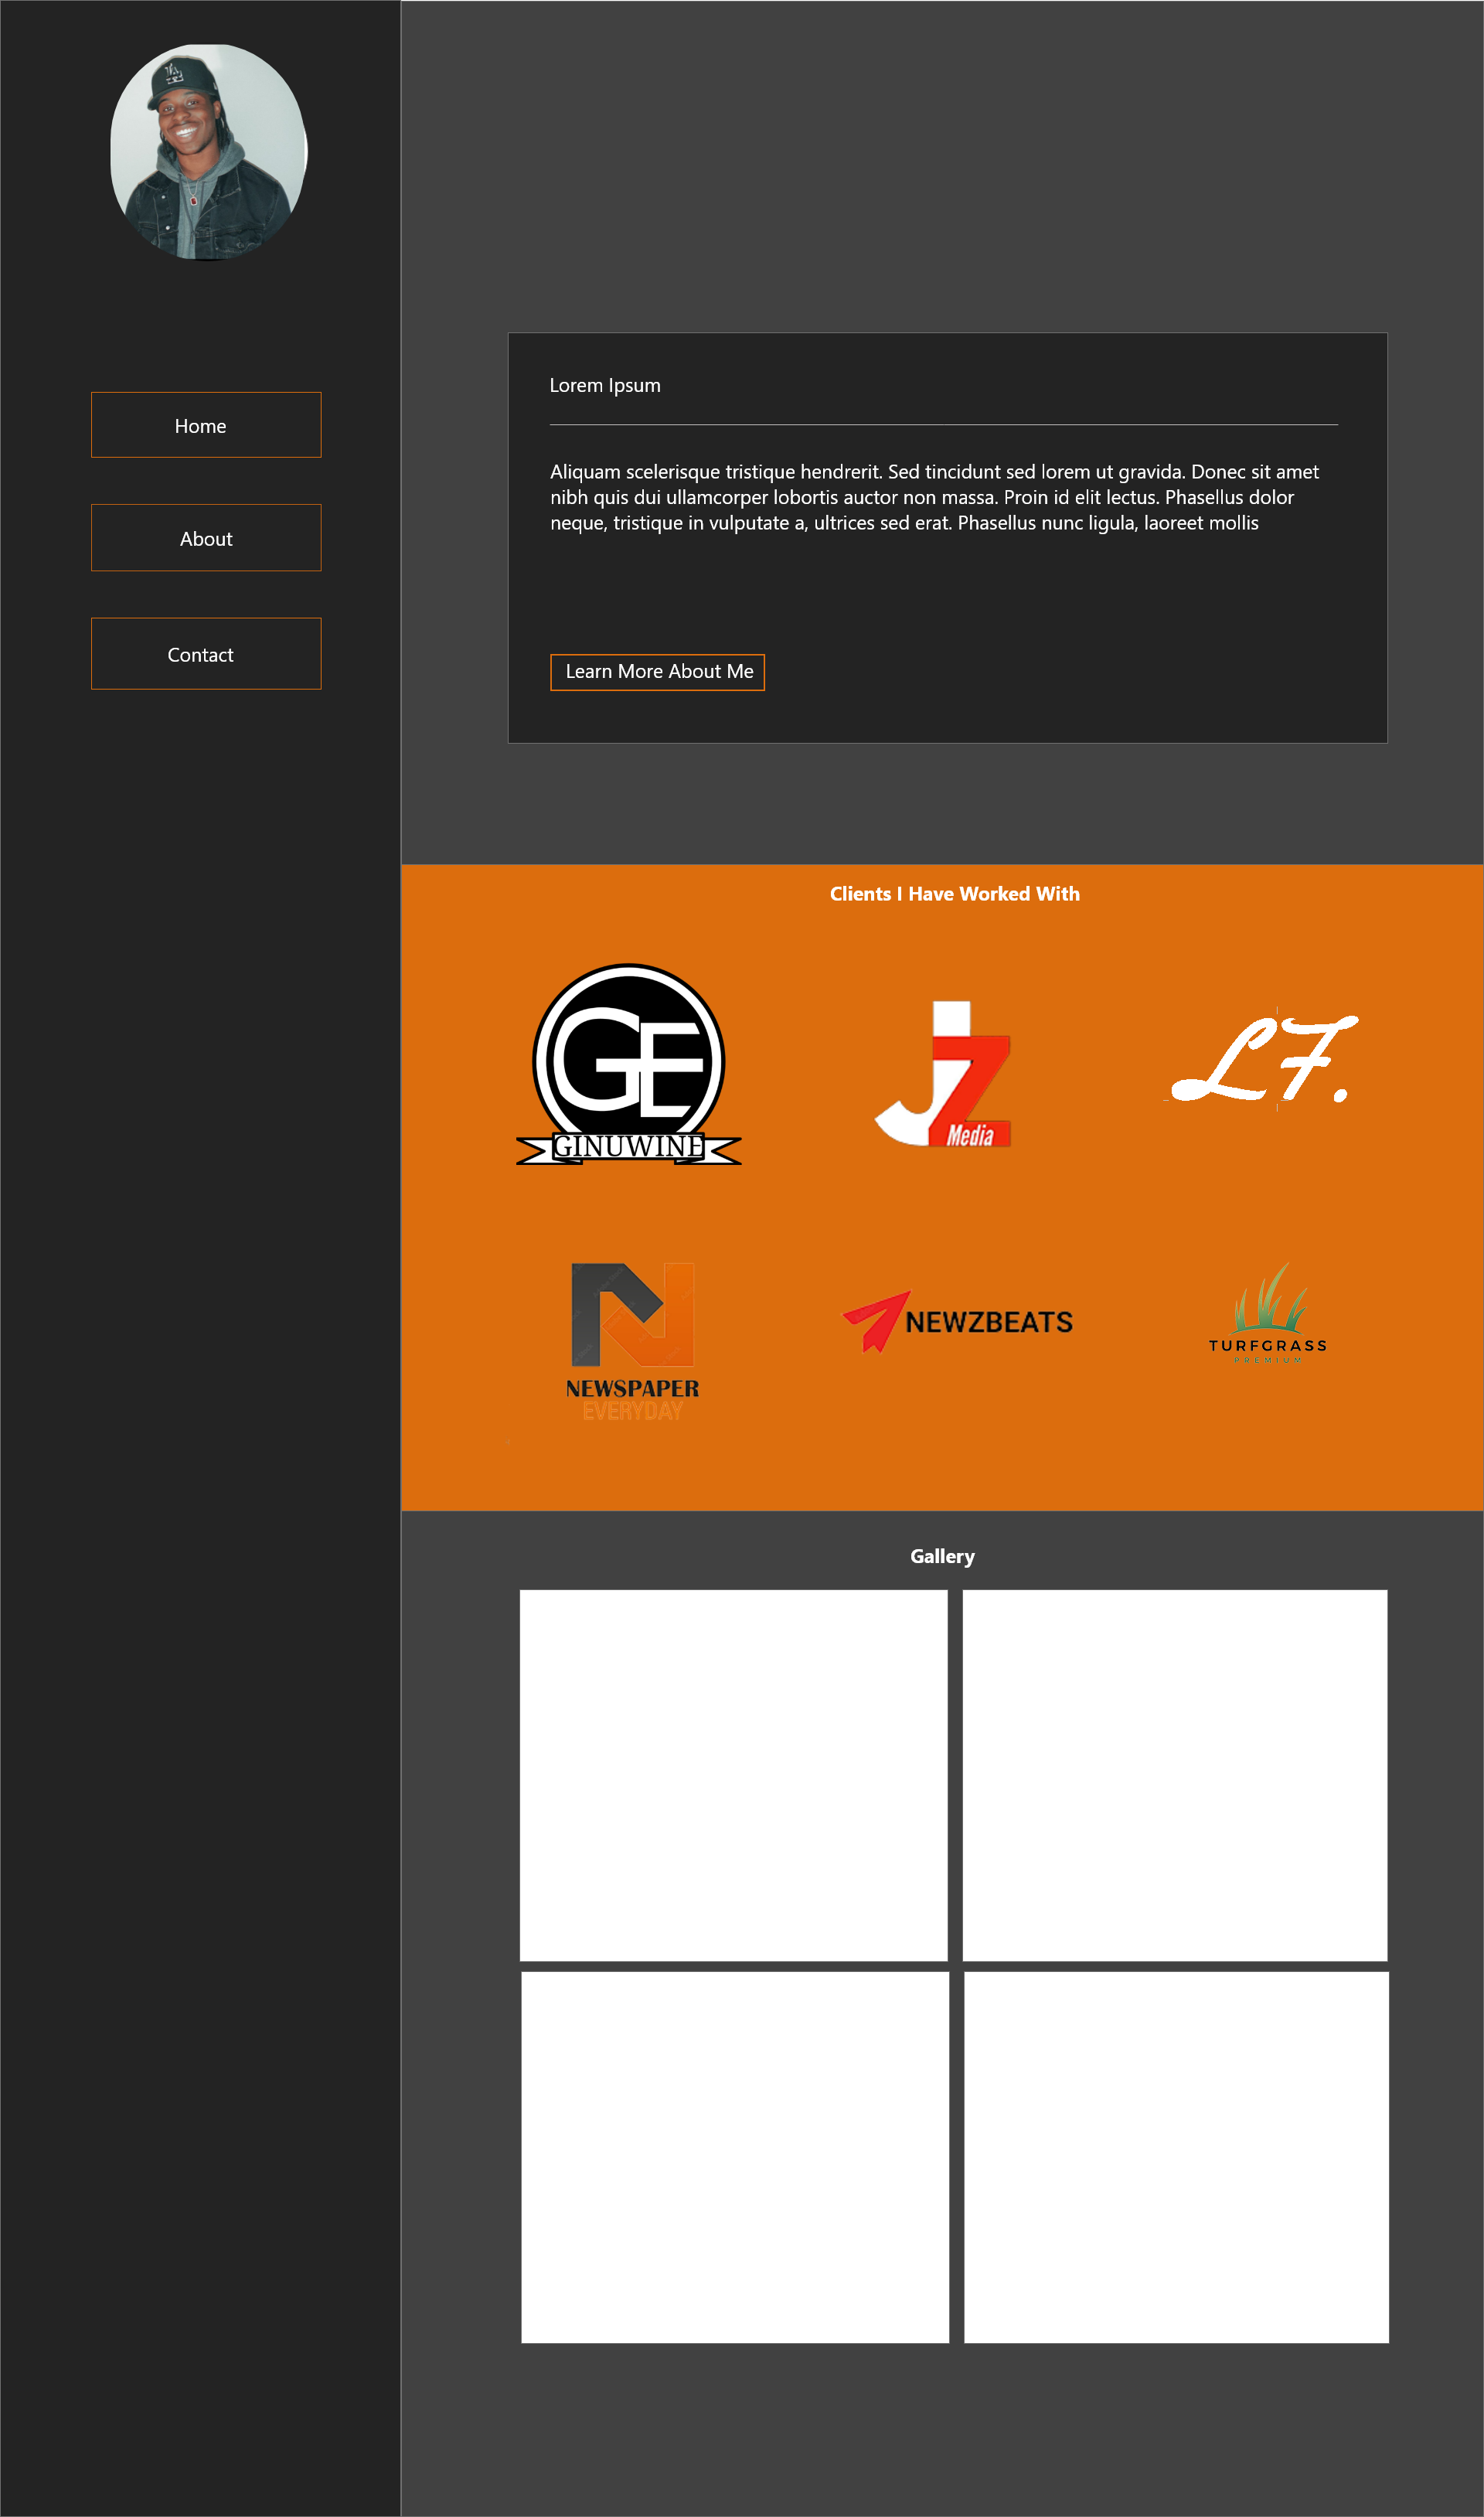 LA
Home
About
Contact
Lorem Ipsum
Aliquam scelerisque tristique hendrerit. Sed tincidunt sed lorem ut gravida. Donec sit amet
nibh quis dui ullamcorper lobortis auctor non massa. Proin id elit lectus. Phasellus dolor
neque, tristique in vulputate a, ultrices sed erat. Phasellus nunc ligula, laoreet mollis
Learn More About Me
Clients I Have Worked With
GE
GINUWINE
JZ
Media
LF.
N
NEWSPAPER
EVERYDAY
NEWZBEATS
TURFGRASS
PREMIUM
Gallery